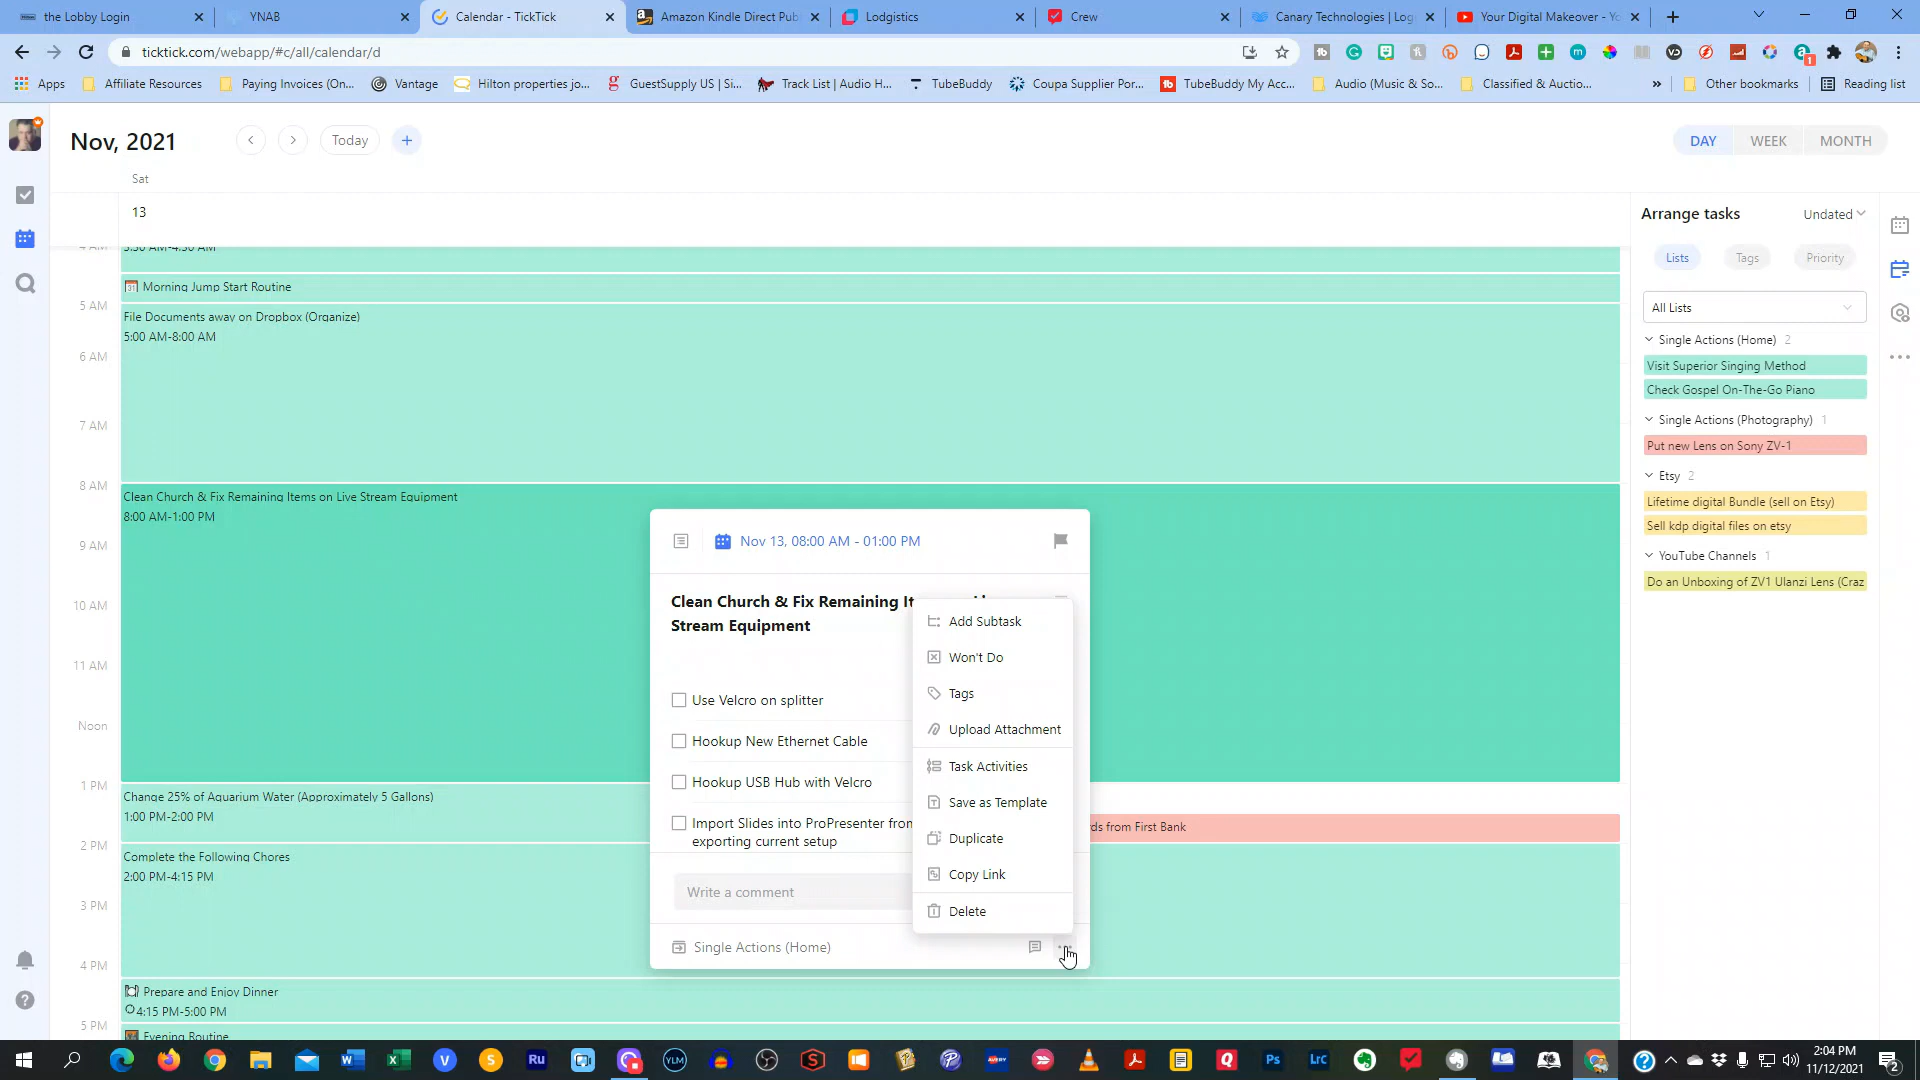 the Lobby Login
YNAB
Calendar - TickTick
Amazon Kindle Direct Pub
Lodgistics
Crew
Canary Technologies | Log
Your Digital Makeover - Yo
ticktick.com/webapp/#c/all/calendar/d
Apps
Affiliate Resources
Paying Invoices (On...
Vantage
Hilton properties jo...
GuestSupply US | Si...
Track List | Audio H...
TubeBuddy
Coupa Supplier Por...
TubeBuddy My Acc...
Audio (Music & So...
Classified & Auctio...
Other bookmarks
Reading list
Nov, 2021
Today
DAY
WEEK
MONTH
Sat
13
3:30 AM-4:30 AM
Morning Jump Start Routine
4 AM
5 AM
6 AM
7 AM
8 AM
9 AM
10 AM
11 AM
Noon
1 PM
2 PM
3 PM
4 PM
5 PM
File Documents away on Dropbox (Organize)
5:00 AM-8:00 AM
Clean Church & Fix Remaining Items on Live Stream Equipment
8:00 AM-1:00 PM
Change 25% of Aquarium Water (Approximately 5 Gallons)
1:00 PM-2:00 PM
ds from First Bank
Complete the Following Chores
2:00 PM-4:15 PM
Prepare and Enjoy Dinner
4:15 PM-5:00 PM
Evening Routine
Nov 13, 08:00 AM - 01:00 PM
Clean Church & Fix Remaining
Stream Equipment
Use Velcro on splitter
Hookup New Ethernet Cable
Hookup USB Hub with Velcro
Import Slides into ProPresenter from
exporting current setup
Write a comment
Single Actions (Home)
Add Subtask
Won't Do
Tags
Upload Attachment
Task Activities
Save as Template
Duplicate
Copy Link
Delete
Arrange tasks
Undated
Lists
Tags
Priority
All Lists
Single Actions (Home) 2
Visit Superior Singing Method
Check Gospel On-The-Go Piano
Single Actions (Photography) 1
Put new Lens on Sony ZV-1
Etsy 2
Lifetime digital Bundle (sell on Etsy)
Sell kdp digital files on etsy
YouTube Channels 1
Do an Unboxing of ZV1 Ulanzi Lens (Craz
2:04 PM
11/12/2021